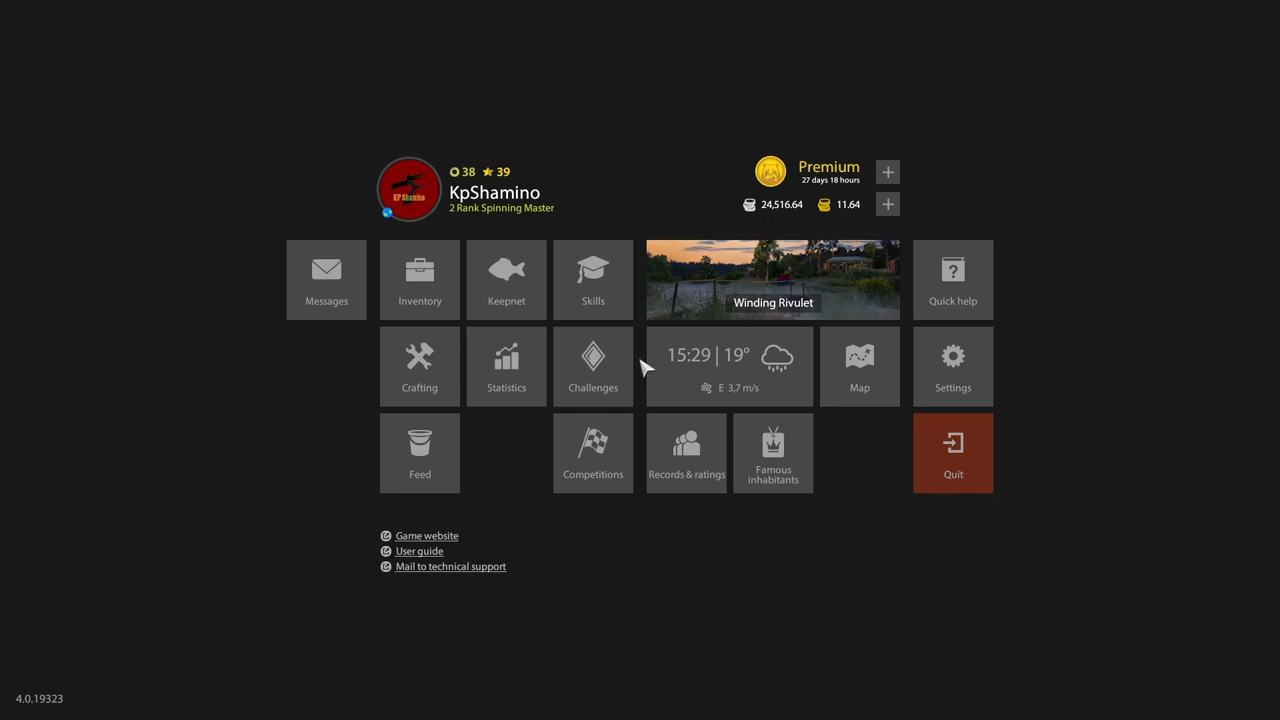 38 39
KpShamino
2 Rank Spinning Master
KP Shamino
Premium
27 days 18 hours
24,516.64 11.64
Messages
Inventory
Keepnet
Skills
Winding Rivulet
Quick help
Crafting
Statistics
Challenges
15:29 | 19°
E 3,7 m/s
Map
Settings
Feed
Competitions
Records & ratings
Famous
inhabitants
Quit
Game website
User guide
Mail to technical support
4.0.19323